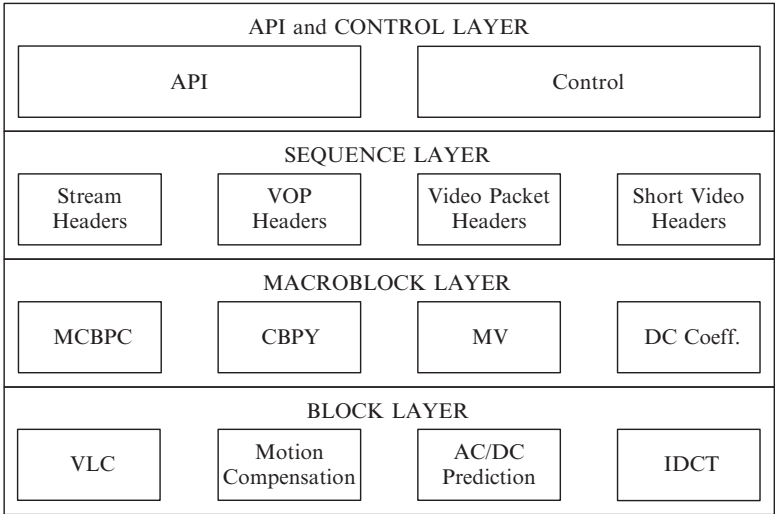 API and CONTROL LAYER
API
Control
SEQUENCE LAYER
Stream
Headers
VOP
Headers
Video Packet
Headers
Short Video
Headers
MACROBLOCK LAYER
MCBPC
CBPY
MV
DC Coeff.
BLOCK LAYER
VLC
Motion
Compensation
AC/DC
Prediction
IDCT